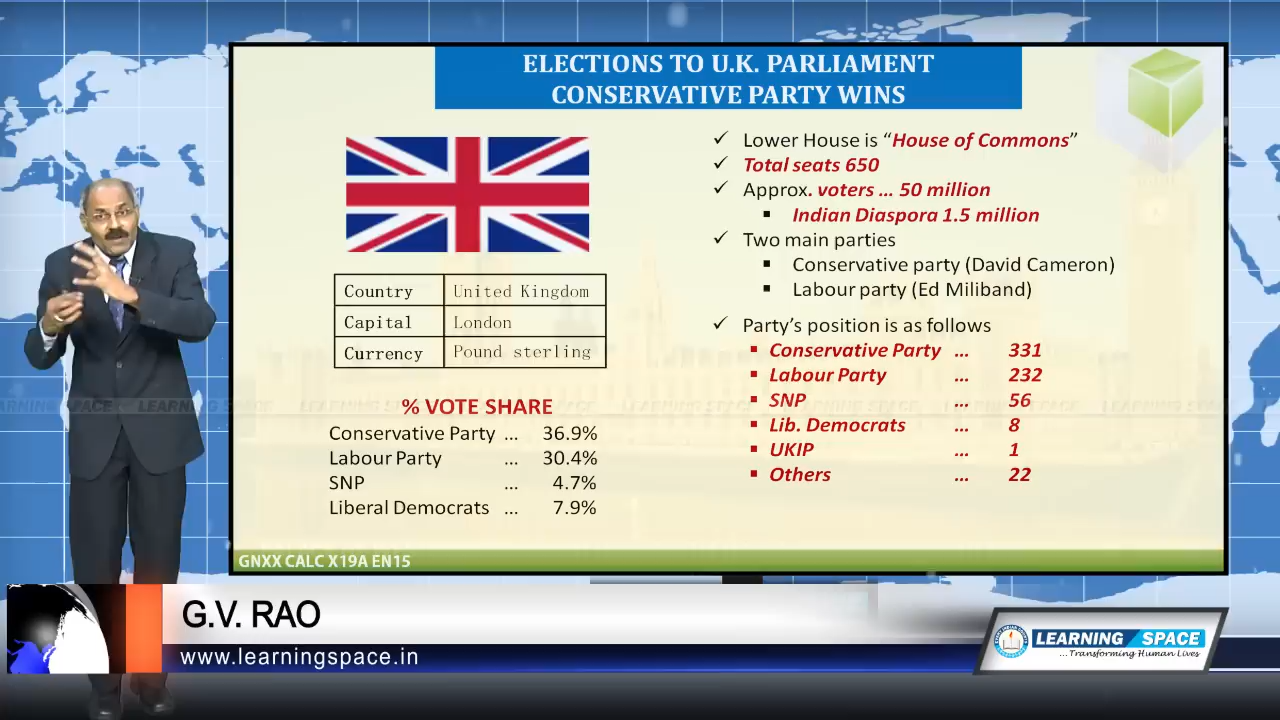 ELECTIONS TO U.K. PARLIAMENT
CONSERVATIVE PARTY WINS
Country United Kingdom
Capital London
Currency Pound sterling
% VOTE SHARE
Conservative Party ... 36.9%
Labour Party ... 30.4%
SNP ... 4.7%
Liberal Democrats ... 7.9%
✓ Lower House is “House of Commons”
✓ Total seats 650
✓ Approx. voters ... 50 million
▪ Indian Diaspora 1.5 million
✓ Two main parties
▪ Conservative party (David Cameron)
▪ Labour party (Ed Miliband)
✓ Party’s position is as follows
▪ Conservative Party ... 331
▪ Labour Party ... 232
▪ SNP ... 56
▪ Lib. Democrats ... 8
▪ UKIP ... 1
▪ Others ... 22
GNXX CALC X19A EN15
G.V. RAO
www.learningspace.in
LEARNING SPACE
...Transforming Human Lives